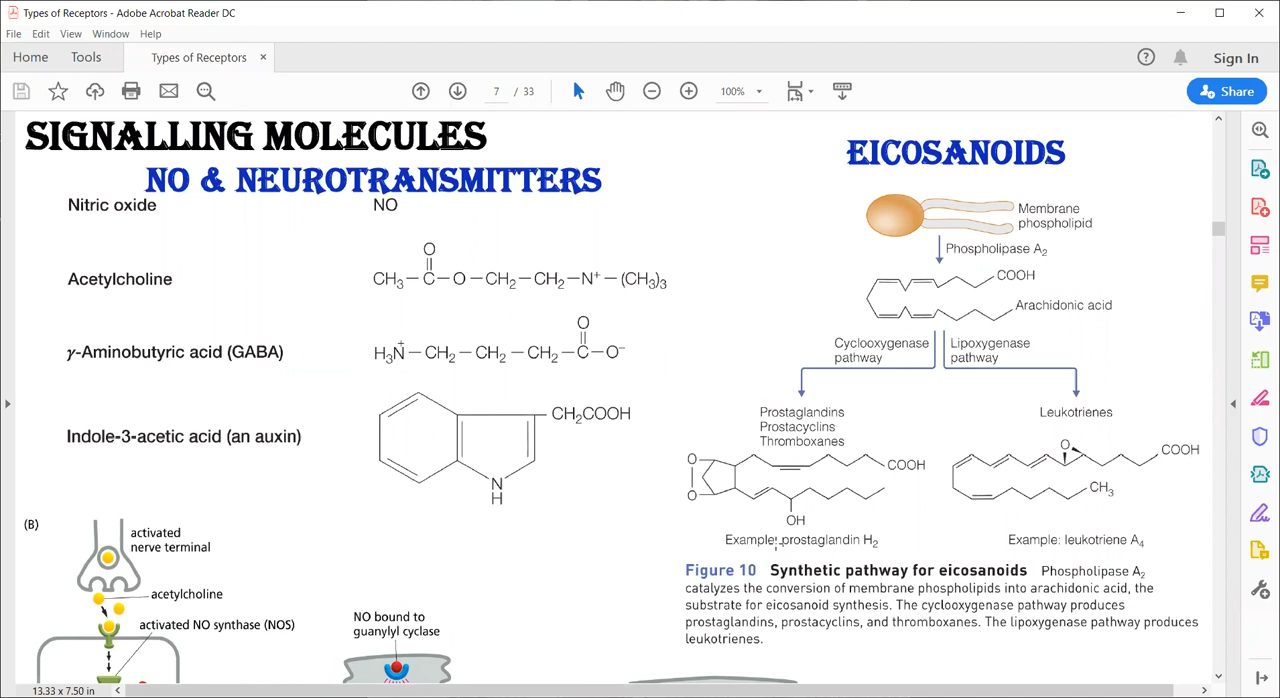 Types of Receptors - Adobe Acrobat Reader DC
File Edit View Window Help
Home Tools Types of Receptors × Sign In
7 / 33 100% Share
SIGNALLING MOLECULES
NO & NEUROTRANSMITTERS
Nitric oxide NO
Acetylcholine
O
CH₃—C—O—CH₂—CH₂—N⁺—(CH₃)₃
γ-Aminobutyric acid (GABA)
O
H₃N⁺—CH₂—CH₂—CH₂—C—O⁻
Indole-3-acetic acid (an auxin)
CH₂COOH
N
H
(B)
activated
nerve terminal
acetylcholine
activated NO synthase (NOS)
NO bound to
guanylyl cyclase
EICOSANOIDS
Membrane
phospholipid
Phospholipase A₂
COOH
Arachidonic acid
Cyclooxygenase
pathway
Lipoxygenase
pathway
Prostaglandins
Prostacyclins
Thromboxanes
O
COOH
O
OH
Example: prostaglandin H₂
Leukotrienes
O
COOH
CH₃
Example: leukotriene A₄
Figure 10 Synthetic pathway for eicosanoids Phospholipase A₂
catalyzes the conversion of membrane phospholipids into arachidonic acid, the
substrate for eicosanoid synthesis. The cyclooxygenase pathway produces
prostaglandins, prostacyclins, and thromboxanes. The lipoxygenase pathway produces
leukotrienes.
13.33 x 7.50 in